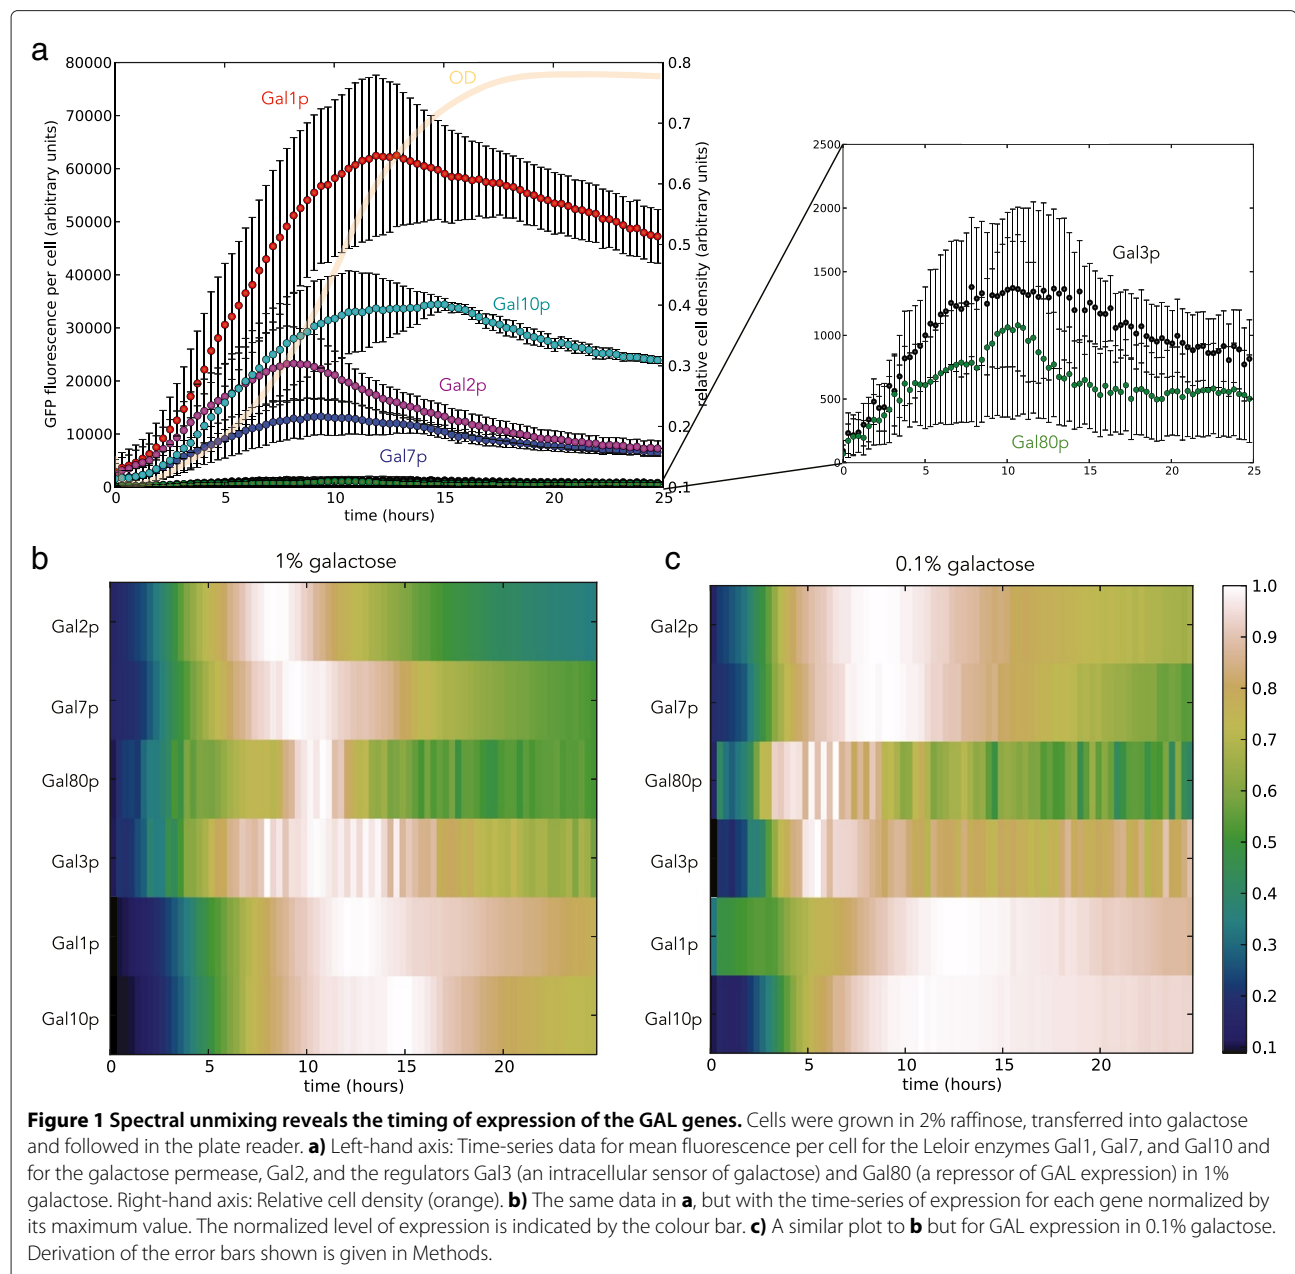 a
80000
70000
60000
50000
40000
30000
20000
10000
0
GFP fluorescence per cell (arbitrary units)
0
5
10
15
20
25
time (hours)
0.8
0.7
0.6
0.5
0.4
0.3
0.2
0.1
relative cell density (arbitrary units)
OD
Gal1p
Gal10p
Gal2p
Gal7p
2500
2000
1500
1000
500
0
0
5
10
15
20
25
Gal3p
Gal80p
b
1% galactose
Gal2p
Gal7p
Gal80p
Gal3p
Gal1p
Gal10p
0
5
10
15
20
time (hours)
c
0.1% galactose
Gal2p
Gal7p
Gal80p
Gal3p
Gal1p
Gal10p
0
5
10
15
20
time (hours)
1.0
0.9
0.8
0.7
0.6
0.5
0.4
0.3
0.2
0.1
Figure 1 Spectral unmixing reveals the timing of expression of the GAL genes. Cells were grown in 2% raffinose, transferred into galactose
and followed in the plate reader. a) Left-hand axis: Time-series data for mean fluorescence per cell for the Leloir enzymes Gal1, Gal7, and Gal10 and
for the galactose permease, Gal2, and the regulators Gal3 (an intracellular sensor of galactose) and Gal80 (a repressor of GAL expression) in 1%
galactose. Right-hand axis: Relative cell density (orange). b) The same data in a, but with the time-series of expression for each gene normalized by
its maximum value. The normalized level of expression is indicated by the colour bar. c) A similar plot to b but for GAL expression in 0.1% galactose.
Derivation of the error bars shown is given in Methods.